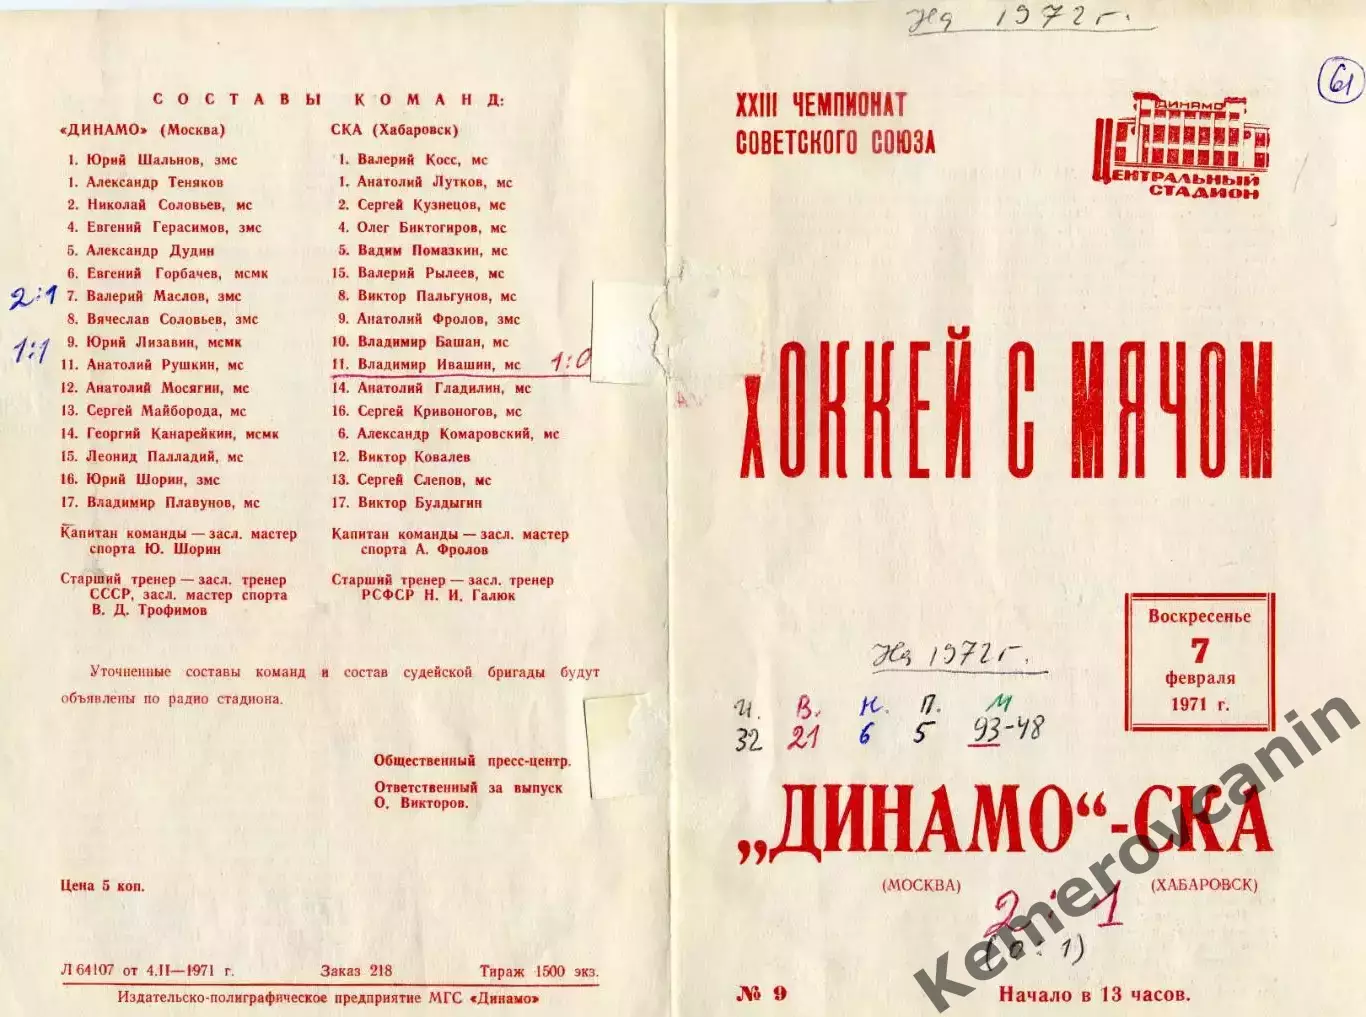 СОСТАВЫ КОМАНД:
«ДИНАМО» (Москва)
1. Юрий Шальнов, змс
1. Александр Теняков
2. Николай Соловьев, мс
4. Евгений Герасимов, змс
5. Александр Дудин
6. Евгений Горбачев, мсмк
2:1 7. Валерий Маслов, змс
8. Вячеслав Соловьев, змс
1:1 9. Юрий Лизавин, мсмк
11. Анатолий Рушкин, мс
12. Анатолий Мосягин, мс
13. Сергей Майборода, мс
14. Георгий Канарейкин, мсмк
15. Леонид Палладий, мс
16. Юрий Шорин, змс
17. Владимир Плавунов, мс
Капитан команды — засл. мастер
спорта Ю. Шорин
Старший тренер — засл. тренер
СССР, засл. мастер спорта
В. Д. Трофимов
СКА (Хабаровск)
1. Валерий Косс, мс
1. Анатолий Лутков, мс
2. Сергей Кузнецов, мс
4. Олег Биктогиров, мс
5. Вадим Помазкин, мс
15. Валерий Рылеев, мс
8. Виктор Пальгунов, мс
9. Анатолий Фролов, змс
10. Владимир Башан, мс
11. Владимир Ивашин, мс 1:0
14. Анатолий Гладилин, мс
16. Сергей Кривоногов, мс
6. Александр Комаровский, мс
12. Виктор Ковалев
13. Сергей Слепов, мс
17. Виктор Булдыгин
Капитан команды — засл. мастер
спорта А. Фролов
Старший тренер — засл. тренер
РСФСР Н. И. Галюк
Уточненные составы команд и состав судейской бригады будут
объявлены по радио стадиона.
Общественный пресс-центр.
Ответственный за выпуск
О. Викторов.
Цена 5 коп.
Л 64107 от 4.II—1971 г. Заказ 218 Тираж 1500 экз.
Издательско-полиграфическое предприятие МГС «Динамо»
На 1972 г.
61
XXIII ЧЕМПИОНАТ
СОВЕТСКОГО СОЮЗА
ДИНАМО
ЦЕНТРАЛЬНЫЙ
СТАДИОН
ХОККЕЙ С МЯЧОМ
Воскресенье
7
февраля
1971 г.
На 1972 г.
И. В. Н. П. М
32 21 6 5 93-48
„ДИНАМО“-СКА
(МОСКВА) (ХАБАРОВСК)
2:1
(0:1)
№ 9 Начало в 13 часов.
Kemerovcanin